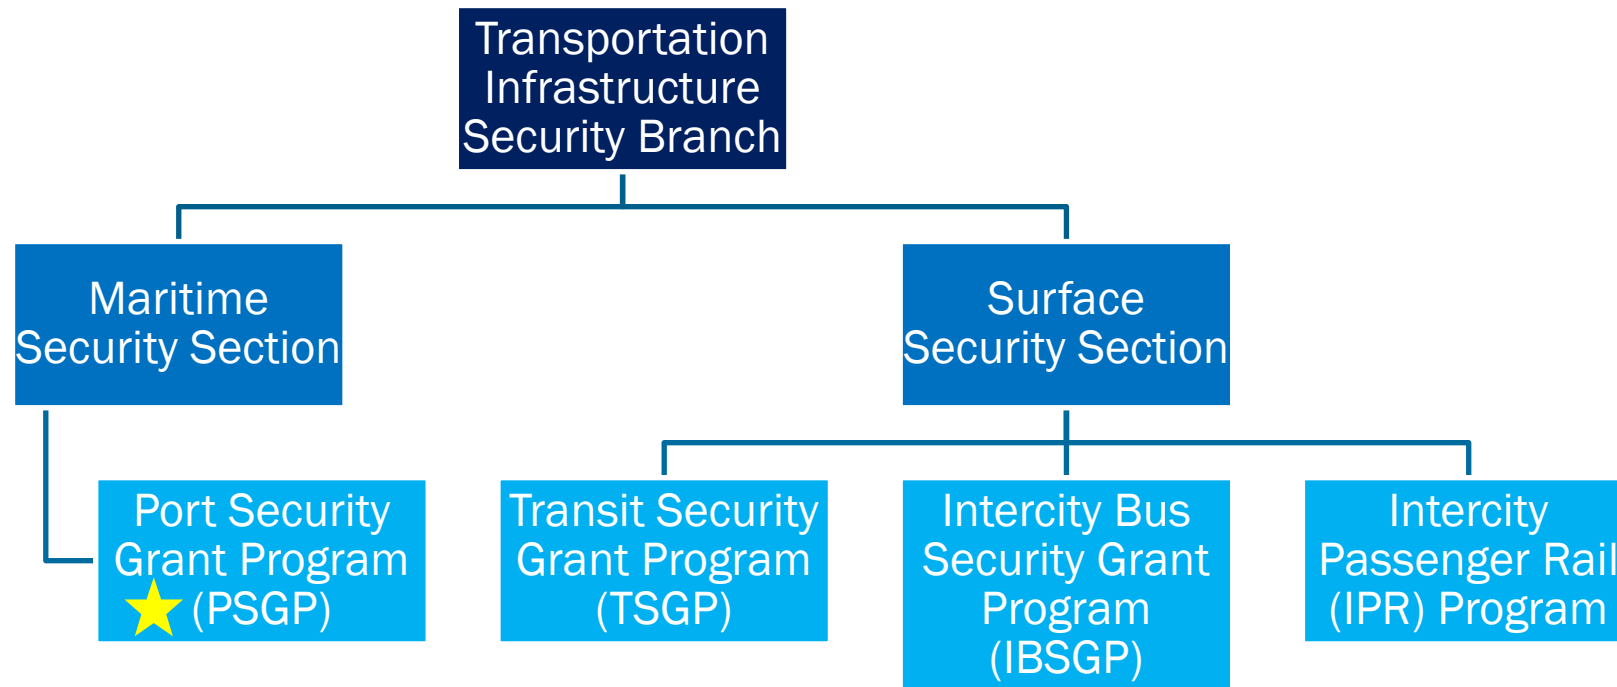 Transportation
Infrastructure
Security Branch
Maritime
Security Section
Surface
Security Section
Port Security
Grant Program
(PSGP)
Transit Security
Grant Program
(TSGP)
Intercity Bus
Security Grant
Program
(IBSGP)
Intercity
Passenger Rail
(IPR) Program